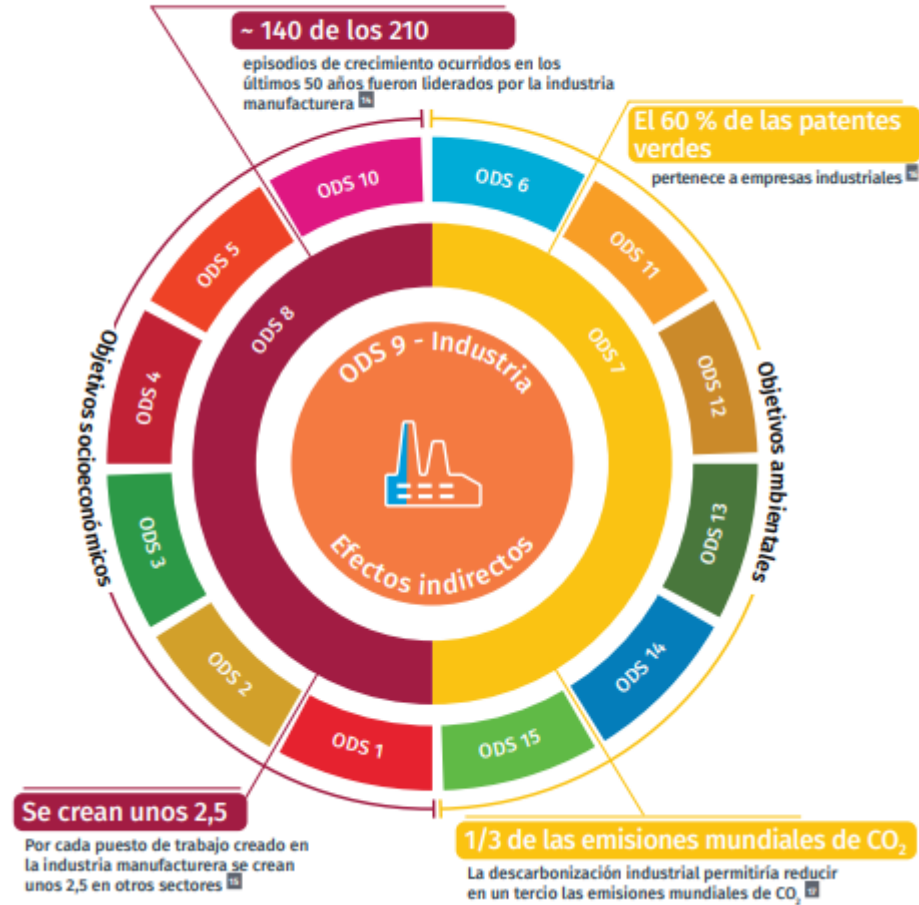 ~ 140 de los 210
episodios de crecimiento ocurridos en los
últimos 50 años fueron liderados por la industria
manufacturera 14
El 60 % de las patentes
verdes
pertenece a empresas industriales
ODS 10
ODS 6
ODS 5
ODS 11
ODS 8
ODS 7
ODS 4
ODS 12
ODS 3
ODS 13
ODS 2
ODS 14
ODS 1
ODS 15
ODS 9 - Industria
Efectos indirectos
Objetivos socioeconómicos
Objetivos ambientales
Se crean unos 2,5
Por cada puesto de trabajo creado en
la industria manufacturera se crean
unos 2,5 en otros sectores 15
1/3 de las emisiones mundiales de CO₂
La descarbonización industrial permitiría reducir
en un tercio las emisiones mundiales de CO₂ 17